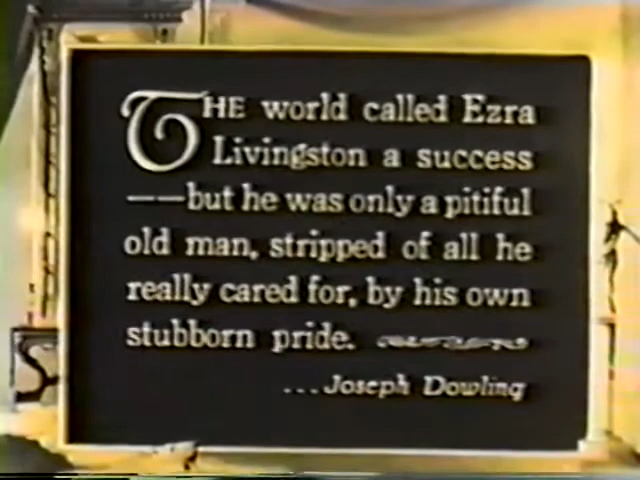 THE world called Ezra
Livingston a success
——but he was only a pitiful
old man, stripped of all he
really cared for, by his own
stubborn pride.
...Joseph Dowling